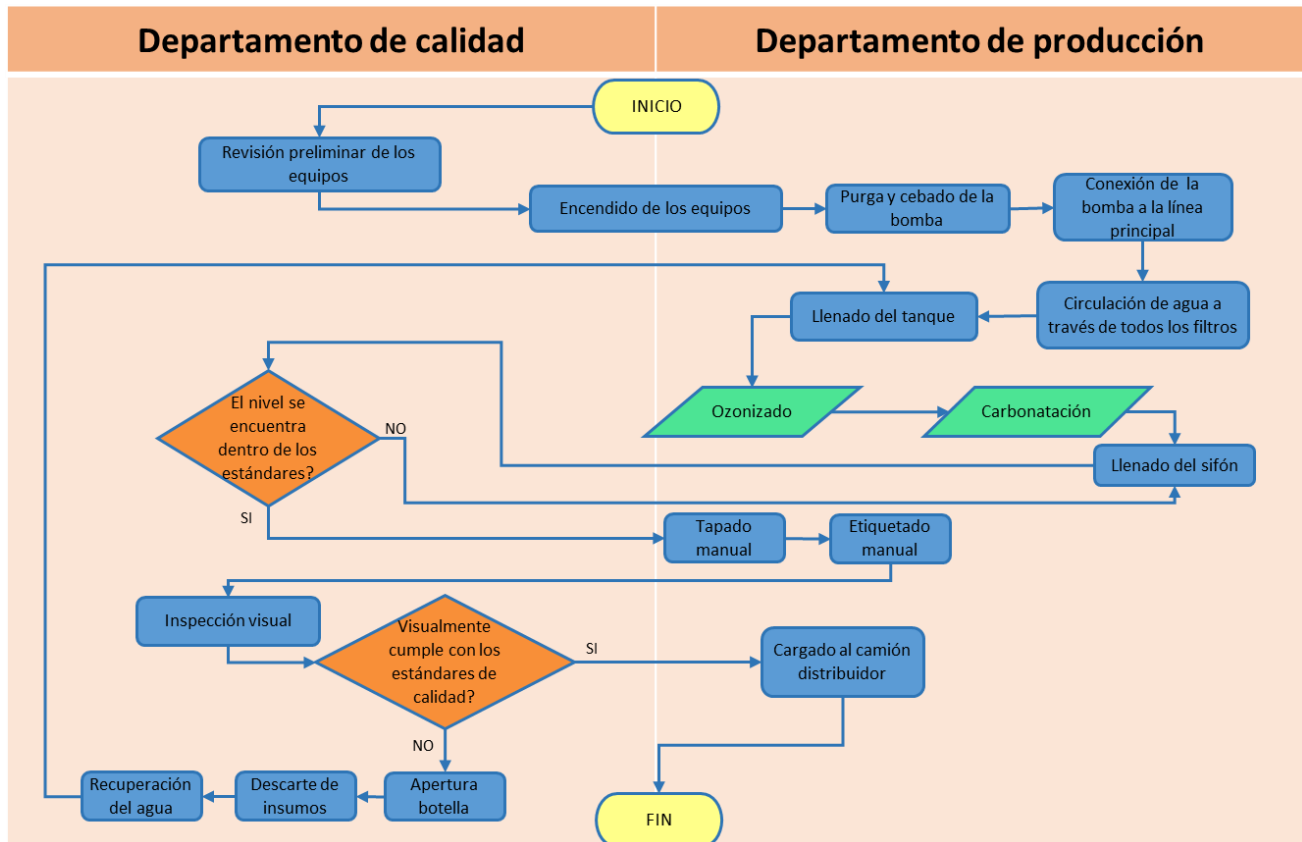 Departamento de calidad
Departamento de producción
INICIO
Revisión preliminar de los
equipos
Encendido de los equipos
Purga y cebado de la
bomba
Conexión de la
bomba a la línea
principal
Llenado del tanque
Circulación de agua a
través de todos los filtros
El nivel se
encuentra
dentro de los
estándares?
NO
Ozonizado
Carbonatación
Llenado del sifón
SI
Tapado
manual
Etiquetado
manual
Inspección visual
Visualmente
cumple con los
estándares de
calidad?
SI
Cargado al camión
distribuidor
NO
Recuperación
del agua
Descarte de
insumos
Apertura
botella
FIN